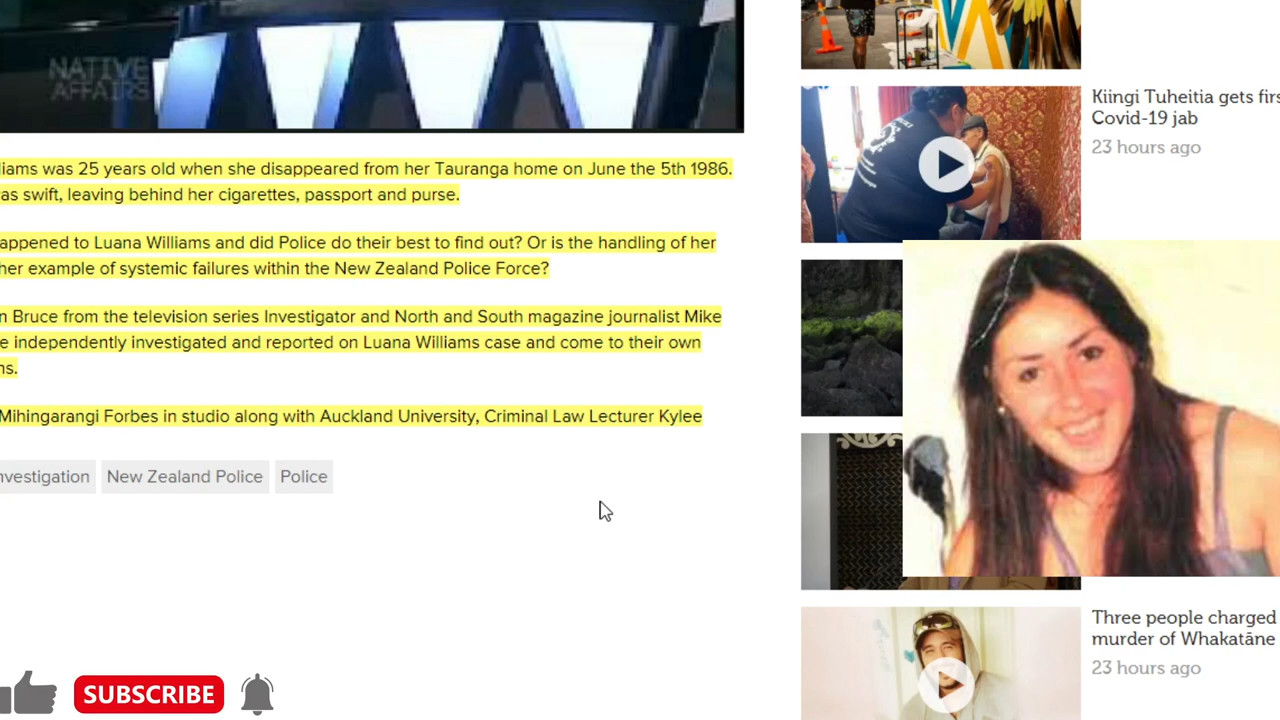 NATIVE
AFFAIRS
liams was 25 years old when she disappeared from her Tauranga home on June the 5th 1986.
as swift, leaving behind her cigarettes, passport and purse.
appened to Luana Williams and did Police do their best to find out? Or is the handling of her
her example of systemic failures within the New Zealand Police Force?
n Bruce from the television series Investigator and North and South magazine journalist Mike
e independently investigated and reported on Luana Williams case and come to their own
ns.
Mihingarangi Forbes in studio along with Auckland University, Criminal Law Lecturer Kylee
nvestigation New Zealand Police Police
Kiingi Tuheitia gets firs
Covid-19 jab
23 hours ago
Three people charged
murder of Whakatāne
23 hours ago
SUBSCRIBE